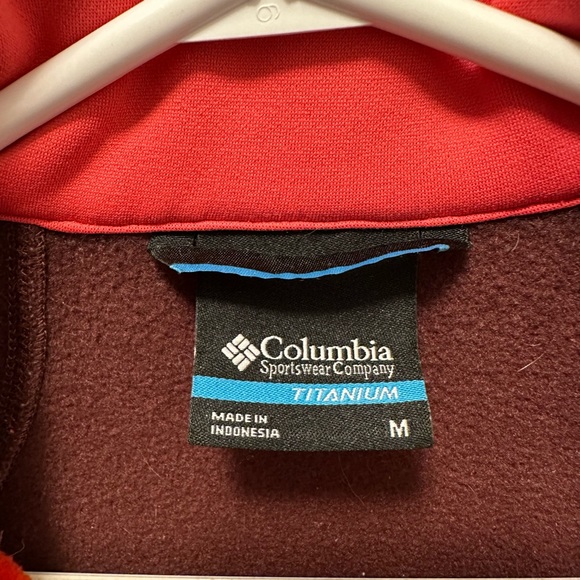 Columbia
Sportswear Company
TITANIUM
MADE IN
INDONESIA
M